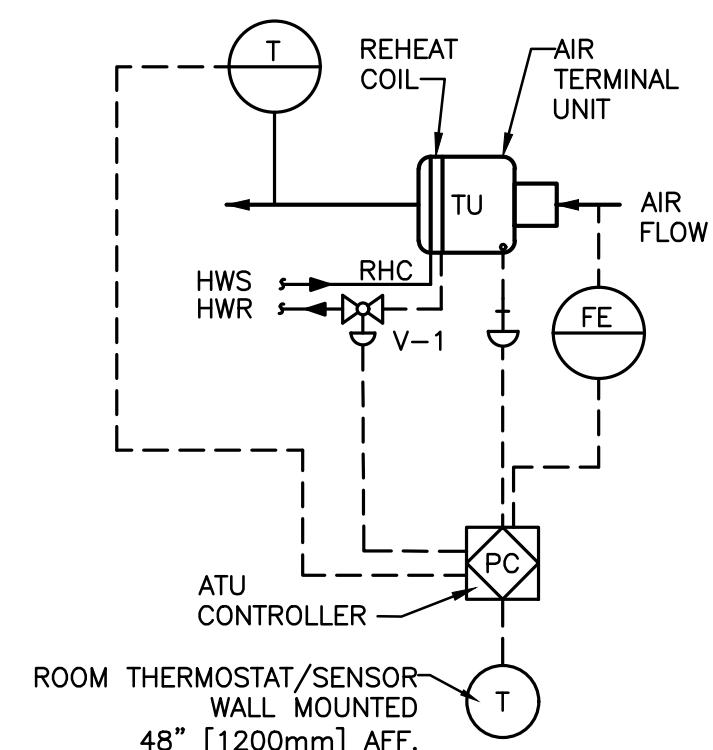 T
REHEAT
COIL
AIR
TERMINAL
UNIT
TU
AIR
FLOW
HWS
RHC
HWR
V-1
FE
PC
ATU
CONTROLLER
ROOM THERMOSTAT/SENSOR
WALL MOUNTED
48” [1200mm] AFF.
T